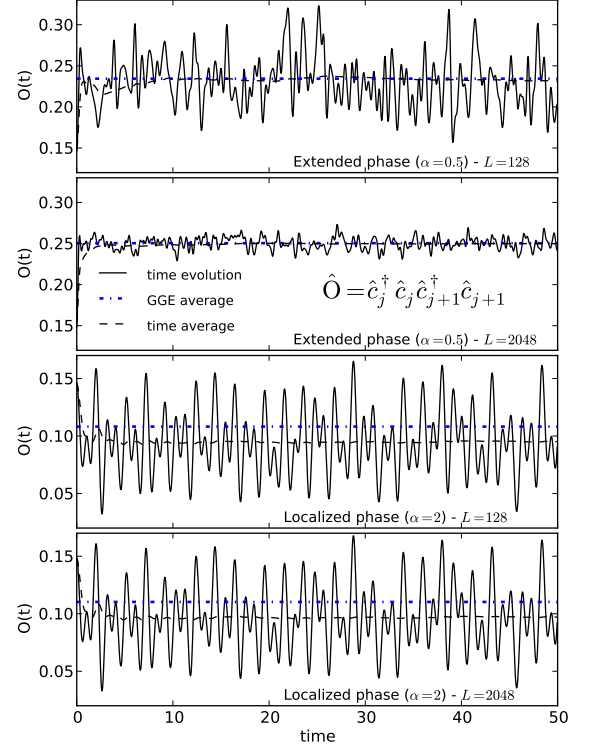 0.30
0.25
0.20
0.15
O(t)
Extended phase (α=0.5) - L=128
0.30
0.25
0.20
0.15
O(t)
time evolution
GGE average
time average
Ô = ĉ†_j ĉ_j ĉ†_{j+1} ĉ_{j+1}
Extended phase (α=0.5) - L=2048
0.15
0.10
0.05
O(t)
Localized phase (α=2) - L=128
0.15
0.10
0.05
O(t)
Localized phase (α=2) - L=2048
0 10 20 30 40 50
time